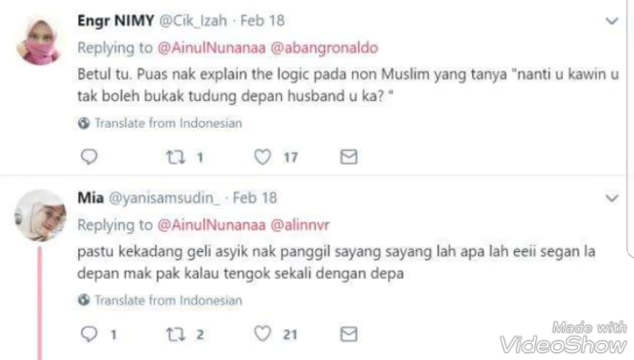 Engr NIMY @Cik_Izah · Feb 18
Replying to @AinulNunanaa @abangronaldo
Betul tu. Puas nak explain the logic pada non Muslim yang tanya "nanti u kawin u
tak boleh bukak tudung depan husband u ka? "
Translate from Indonesian
1 17
Mia @yanisamsudin_ · Feb 18
Replying to @AinulNunanaa @alinnvr
pastu kekadang geli asyik nak panggil sayang sayang lah apa lah eeii segan la
depan mak pak kalau tengok sekali dengan depa
Translate from Indonesian
1 2 21
Made with
VideoShow